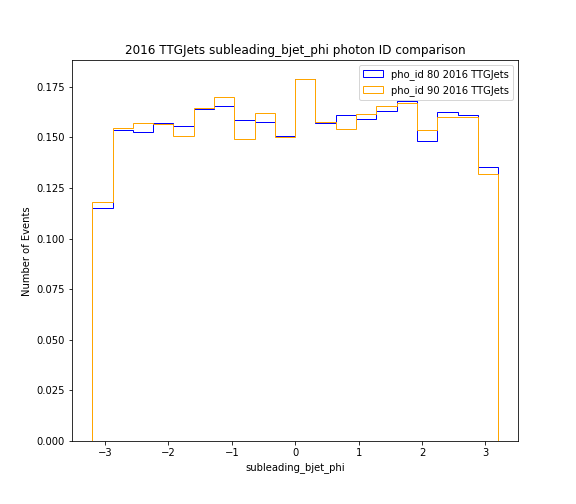 2016 TTGJets subleading_bjet_phi photon ID comparison
pho_id 80 2016 TTGJets
pho_id 90 2016 TTGJets
Number of Events
0.175
0.150
0.125
0.100
0.075
0.050
0.025
0.000
−3 −2 −1 0 1 2 3
subleading_bjet_phi